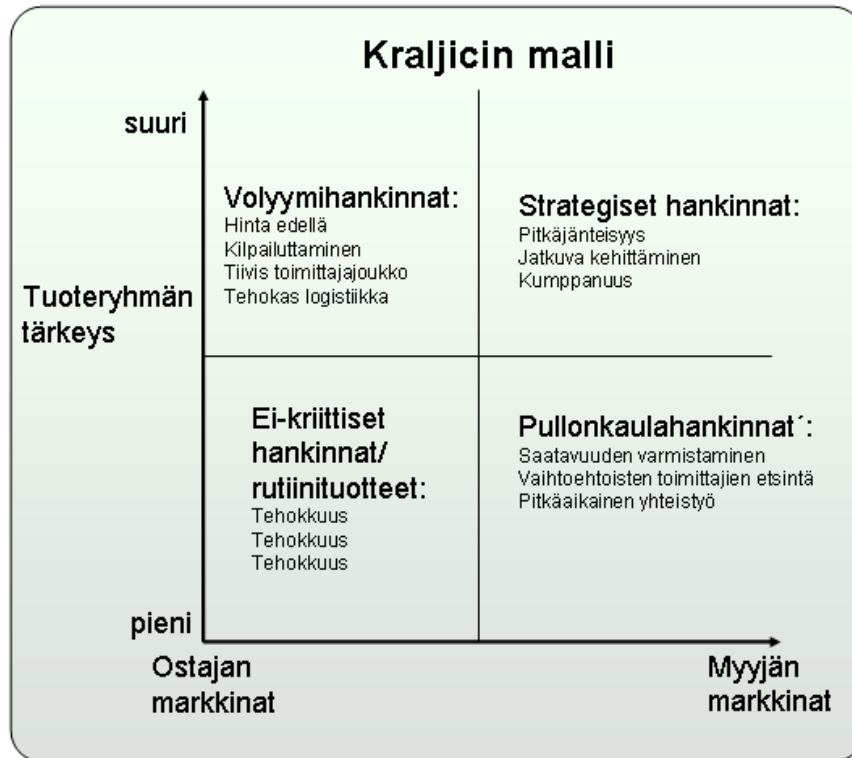 Kraljicin malli
suuri
Volyymihankinnat:
Hinta edellä
Kilpailuttaminen
Tiivis toimittajajoukko
Tehokas logistiikka
Strategiset hankinnat:
Pitkäjänteisyys
Jatkuva kehittäminen
Kumppanuus
Tuoteryhmän
tärkeys
Ei-kriittiset
hankinnat/
rutiinituotteet:
Tehokkuus
Tehokkuus
Tehokkuus
Pullonkaulahankinnat´:
Saatavuuden varmistaminen
Vaihtoehtoisten toimittajien etsintä
Pitkäaikainen yhteistyö
pieni
Ostajan
markkinat
Myyjän
markkinat